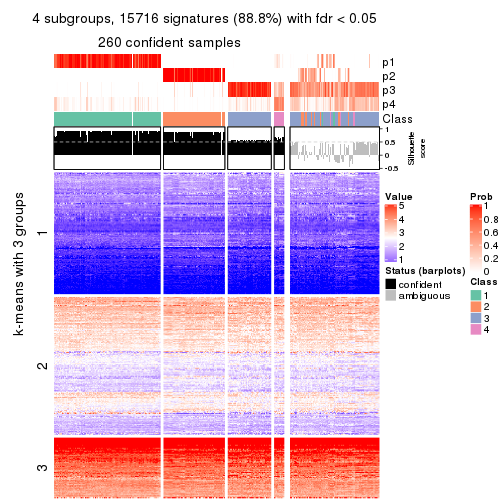 4 subgroups, 15716 signatures (88.8%) with fdr < 0.05
260 confident samples
p1
p2
p3
p4
Class
1
0.5
0
-0.5
Silhouette
score
k-means with 3 groups
1
2
3
Value
5
4
3
2
1
Status (barplots)
confident
ambiguous
Prob
1
0.8
0.6
0.4
0.2
0
Class
1
2
3
4